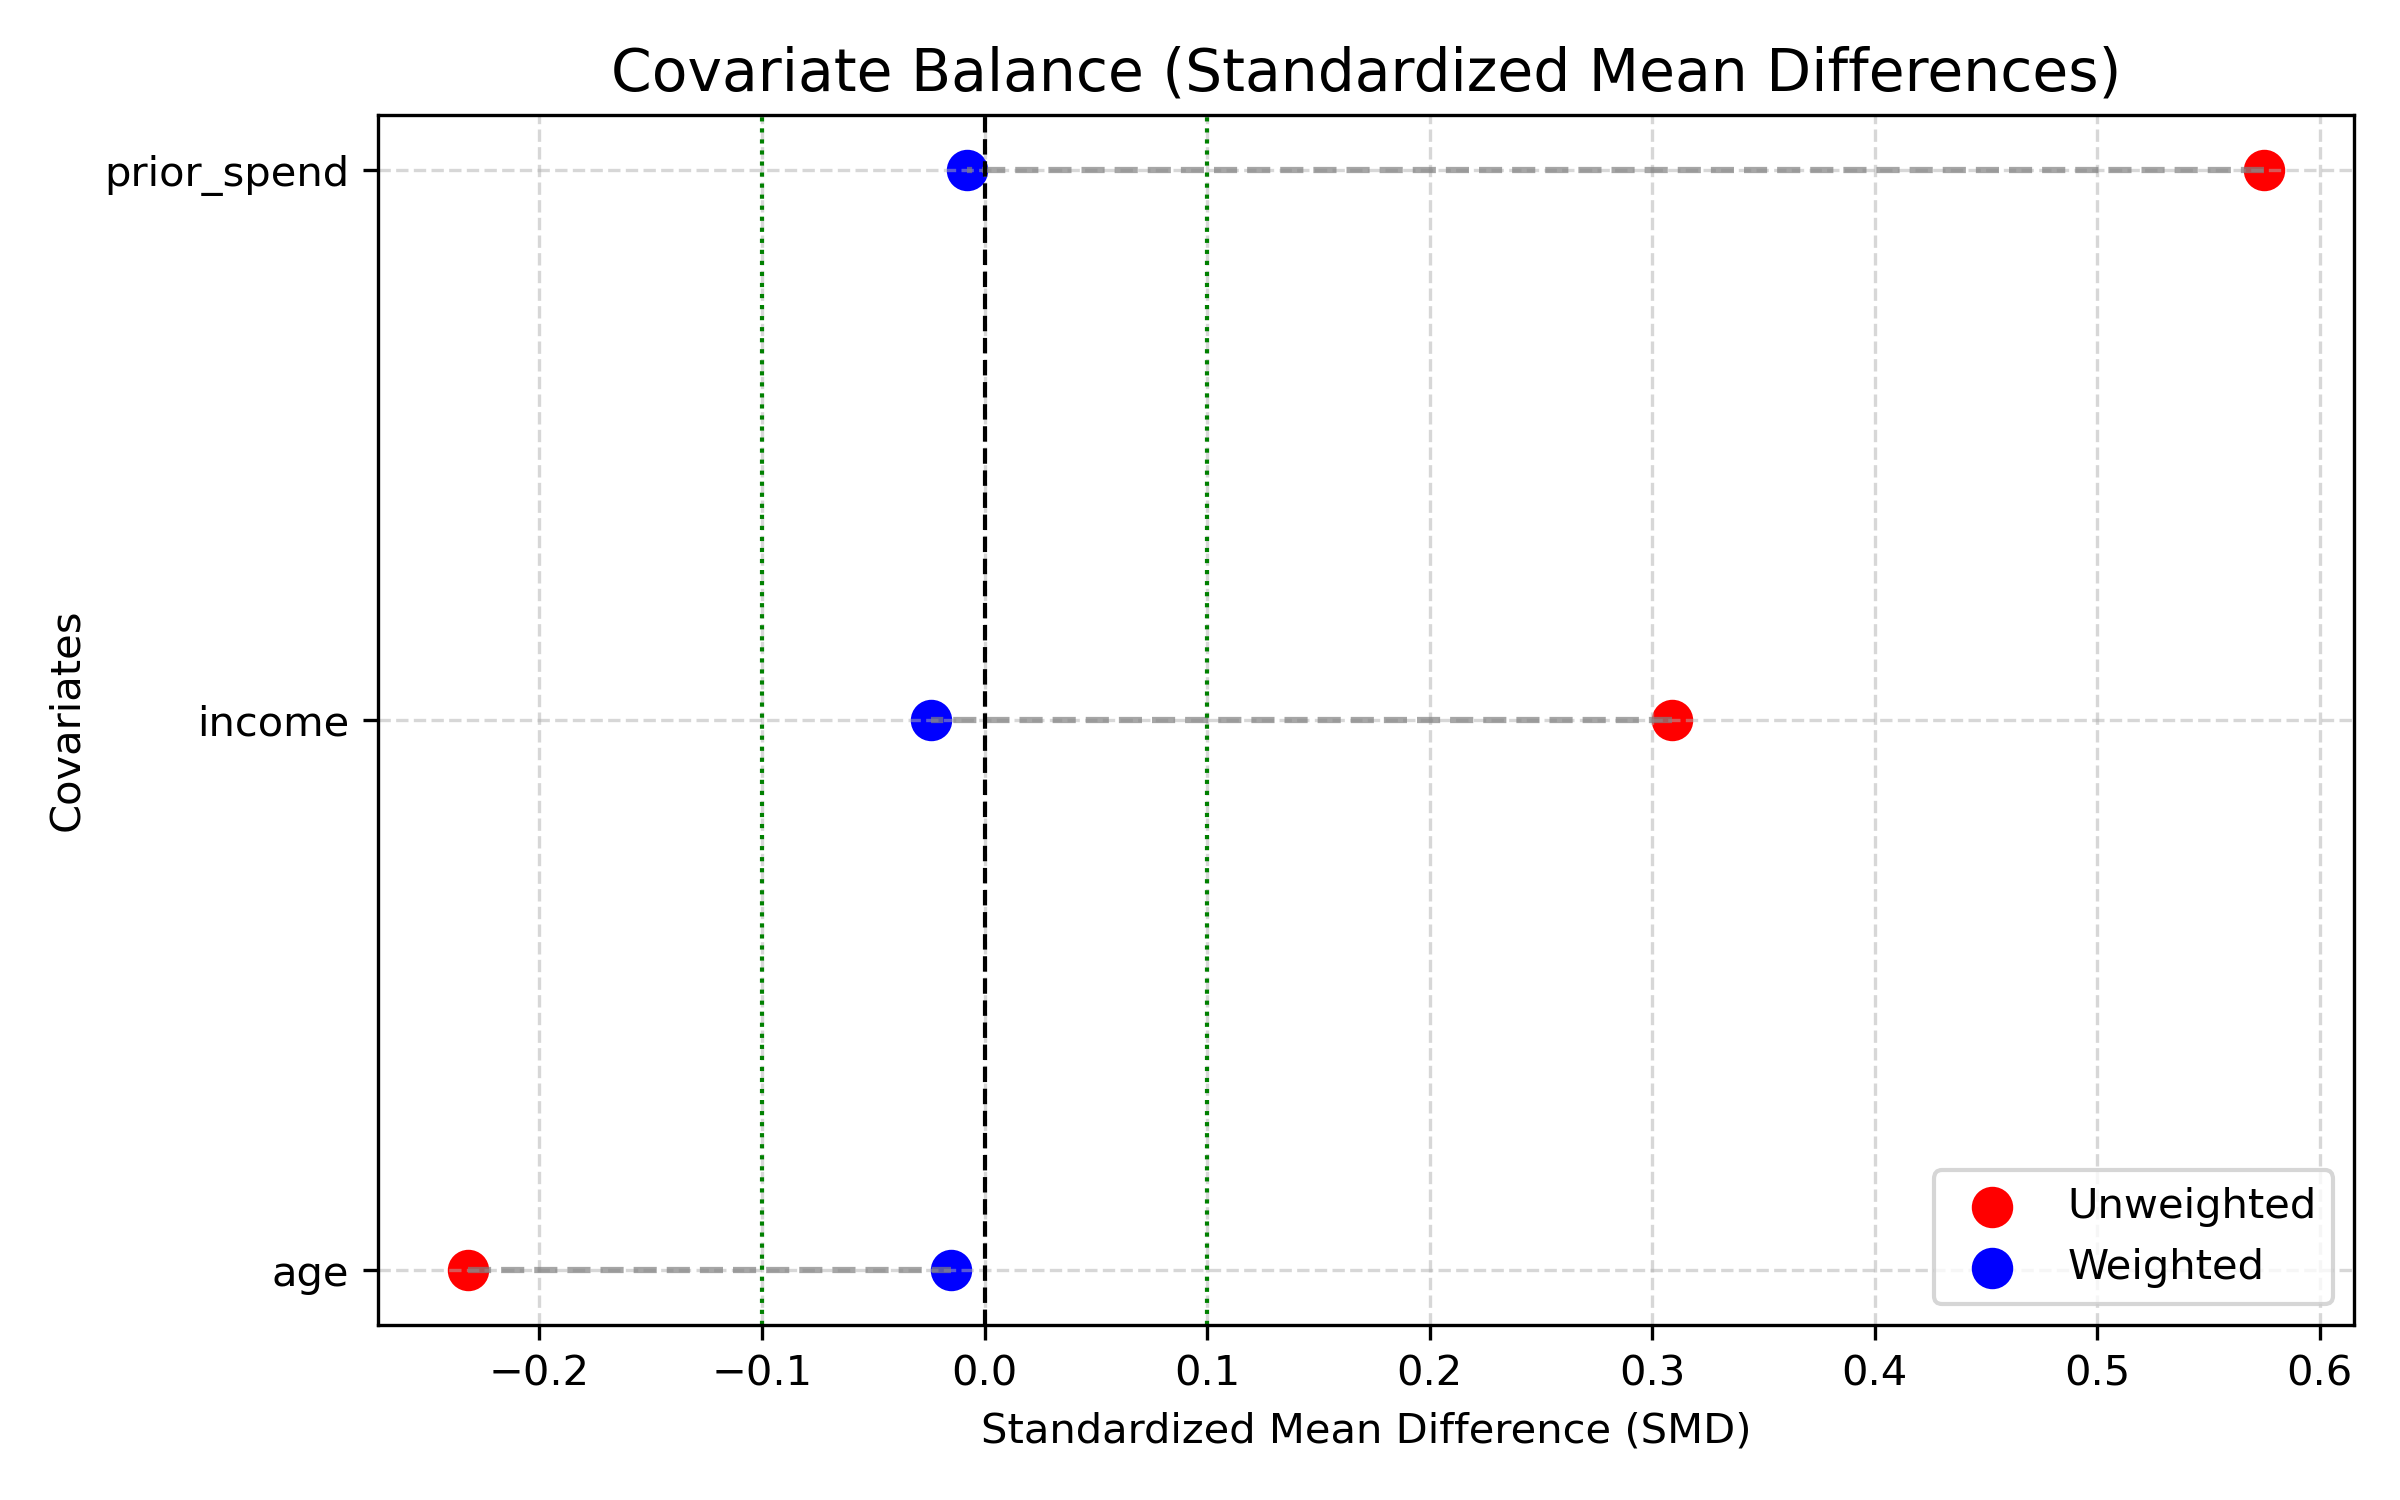 Covariate Balance (Standardized Mean Differences)
prior_spend
income
age
Covariates
Unweighted
Weighted
−0.2 −0.1 0.0 0.1 0.2 0.3 0.4 0.5 0.6
Standardized Mean Difference (SMD)